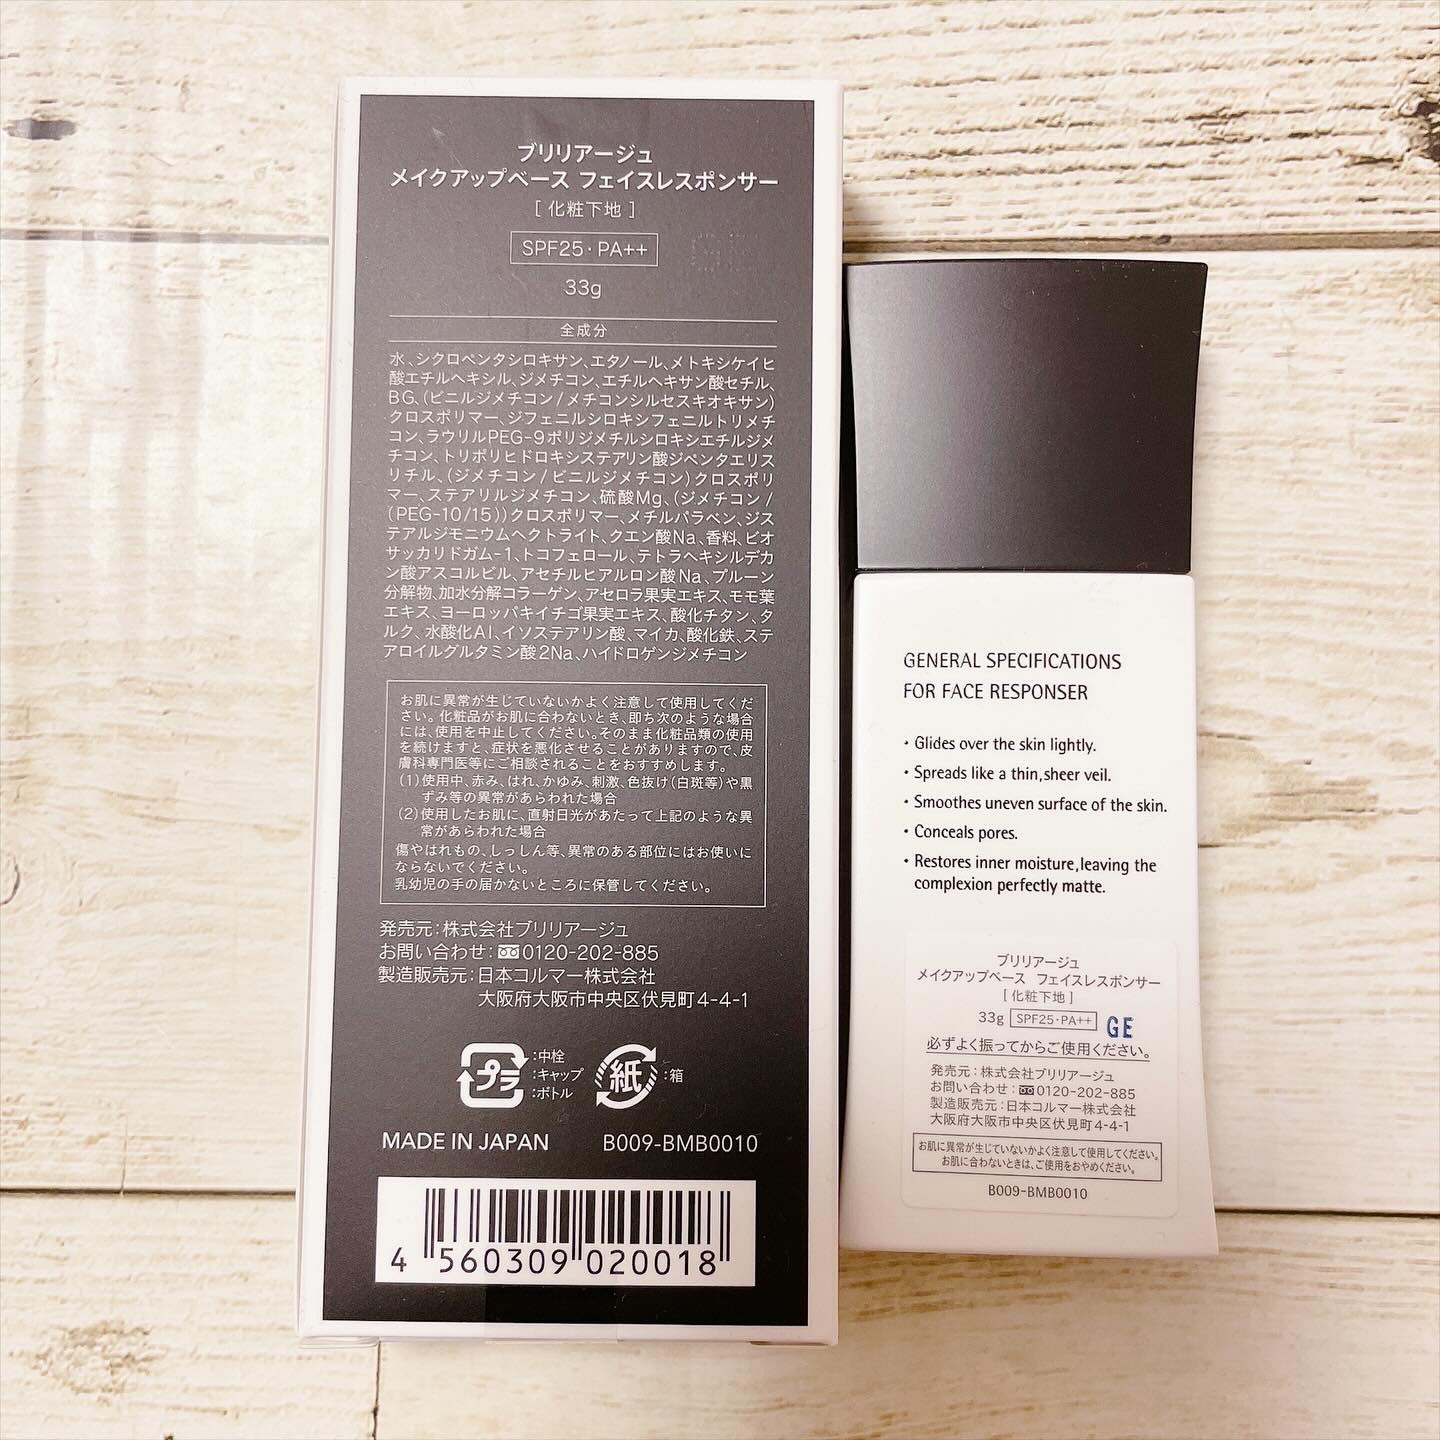 ブリリアージュ
メイクアップベース フェイスレスポンサー
[ 化粧下地 ]
SPF25・PA++
33g
全成分
水、シクロペンタシロキサン、エタノール、メトキシケイヒ
酸エチルヘキシル、ジメチコン、エチルヘキサン酸セチル、
BG、(ビニルジメチコン/メチコンシルセスキオキサン)
クロスポリマー、ジフェニルシロキシフェニルトリメチ
コン、ラウリルPEG-9ポリジメチルシロキシエチルジメ
チコン、トリポリヒドロキシステアリン酸ジペンタエリス
リチル、(ジメチコン/ビニルジメチコン)クロスポリ
マー、ステアリルジメチコン、硫酸Mg、(ジメチコン/
(PEG-10/15))クロスポリマー、メチルパラベン、ジス
テアルジモニウムヘクトライト、クエン酸Na、香料、ビオ
サッカリドガム-1、トコフェロール、テトラヘキシルデカ
ン酸アスコルビル、アセチルヒアルロン酸Na、プルーン
分解物、加水分解コラーゲン、アセロラ果実エキス、モモ葉
エキス、ヨーロッパキイチゴ果実エキス、酸化チタン、タ
ルク、水酸化Al、イソステアリン酸、マイカ、酸化鉄、ステ
アロイルグルタミン酸2Na、ハイドロゲンジメチコン
お肌に異常が生じていないかよく注意して使用してくだ
さい。化粧品がお肌に合わないとき、即ち次のような場合
には、使用を中止してください。そのまま化粧品類の使用
を続けますと、症状を悪化させることがありますので、皮
膚科専門医等にご相談されることをおすすめします。
(1)使用中、赤み、はれ、かゆみ、刺激、色抜け(白斑等)や黒
ずみ等の異常があらわれた場合
(2)使用したお肌に、直射日光があたって上記のような異
常があらわれた場合
傷やはれもの、しっしん等、異常のある部位にはお使いに
ならないでください。
乳幼児の手の届かないところに保管してください。
発売元:株式会社ブリリアージュ
お問い合わせ:0120-202-885
製造販売元:日本コルマー株式会社
大阪府大阪市中央区伏見町4-4-1
プラ :中栓
:キャップ
:ボトル
紙 :箱
MADE IN JAPAN B009-BMB0010
4 560309 020018
GENERAL SPECIFICATIONS
FOR FACE RESPONSER
・Glides over the skin lightly.
・Spreads like a thin,sheer veil.
・Smoothes uneven surface of the skin.
・Conceals pores.
・Restores inner moisture,leaving the
complexion perfectly matte.
ブリリアージュ
メイクアップベース フェイスレスポンサー
[ 化粧下地 ]
33g SPF25・PA++ GE
必ずよく振ってからご使用ください。
発売元:株式会社ブリリアージュ
お問い合わせ:0120-202-885
製造販売元:日本コルマー株式会社
大阪府大阪市中央区伏見町4-4-1
お肌に異常が生じていないかよく注意して使用してください。
お肌に合わないときは、ご使用をおやめください。
B009-BMB0010